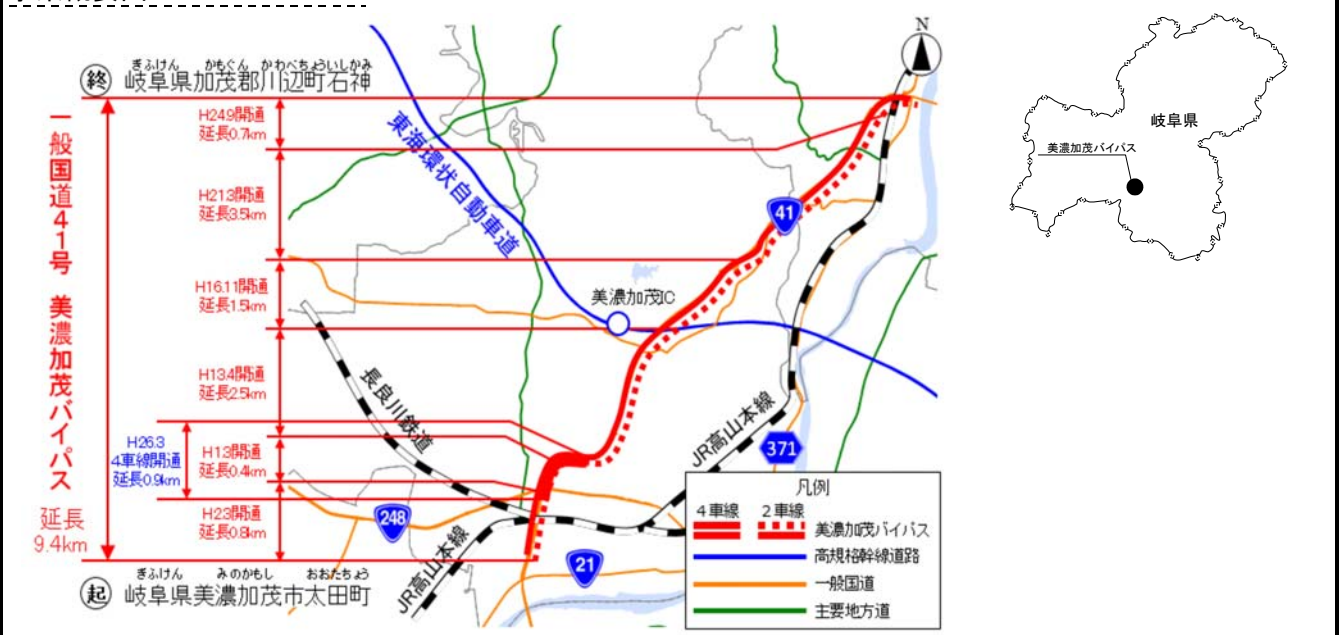 終
ぎふけん かもぐん かわべちょういしかみ
岐阜県加茂郡川辺町石神
一般国道41号 美濃加茂バイパス
延長
9.4km
H24.9開通
延長0.7km
H21.3開通
延長3.5km
H16.11開通
延長1.5km
H13.4開通
延長2.5km
H26.3
4車線開通
延長0.9km
H13開通
延長0.4km
H23開通
延長0.8km
起
ぎふけん みのかもし おおたちょう
岐阜県美濃加茂市太田町
東海環状自動車道
41
美濃加茂IC
長良川鉄道
JR高山本線
371
248
JR高山本線
21
N
凡例
4車線 2車線
美濃加茂バイパス
高規格幹線道路
一般国道
主要地方道
岐阜県
美濃加茂バイパス